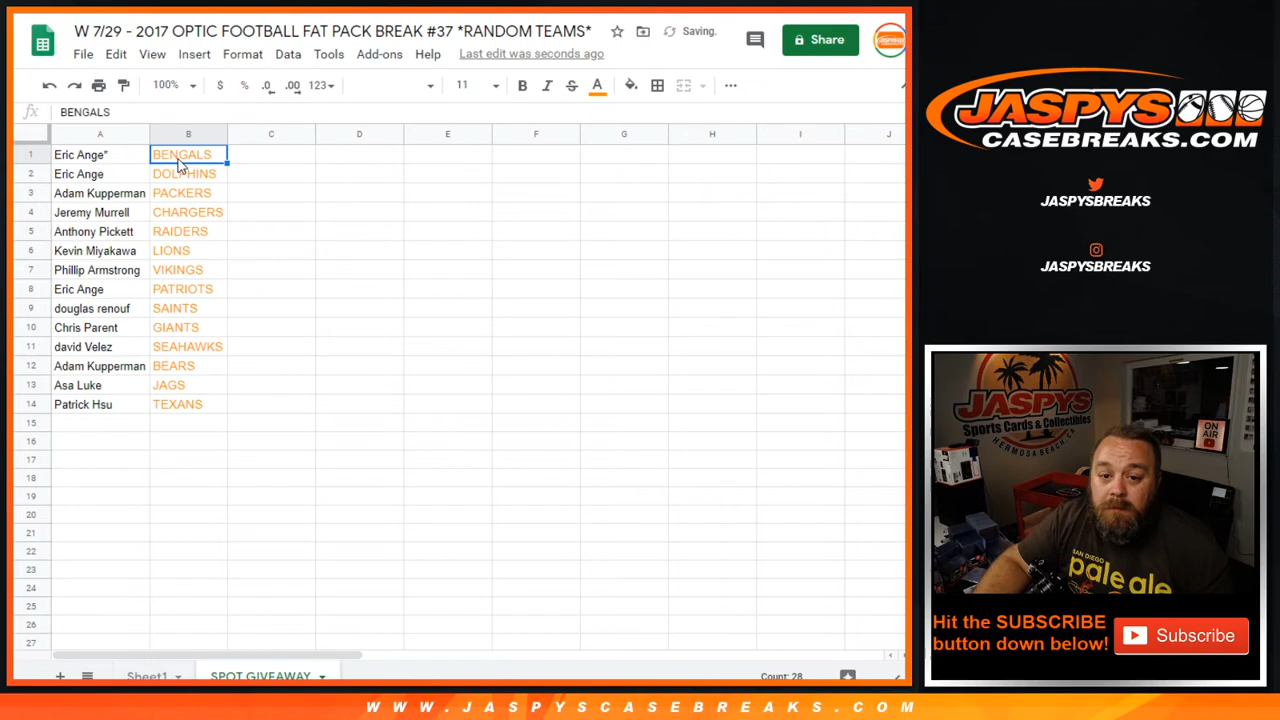 W 7/29 - 2017 OPTIC FOOTBALL FAT PACK BREAK #37 *RANDOM TEAMS*
Saving.
Share
File Edit View Insert Format Data Tools Add-ons Help Last edit was seconds ago
100% $ % .0 .00 123 11 B I S A
fx BENGALS
A B C D E F G H I J
1 Eric Ange* BENGALS
2 Eric Ange DOLPHINS
3 Adam Kupperman PACKERS
4 Jeremy Murrell CHARGERS
5 Anthony Pickett RAIDERS
6 Kevin Miyakawa LIONS
7 Phillip Armstrong VIKINGS
8 Eric Ange PATRIOTS
9 douglas renouf SAINTS
10 Chris Parent GIANTS
11 david Velez SEAHAWKS
12 Adam Kupperman BEARS
13 Asa Luke JAGS
14 Patrick Hsu TEXANS
15
16
17
18
19
20
21
22
23
24
25
26
27
Sheet1 SPOT GIVEAWAY Count: 28
JASPYS
CASEBREAKS.COM
JASPYSBREAKS
JASPYSBREAKS
JASPYS
Sports Cards & Collectibles
HERMOSA BEACH, CA
ON AIR
SAN DIEGO
pale ale
Hit the SUBSCRIBE
button down below!
Subscribe
WWW.JASPYSCASEBREAKS.COM